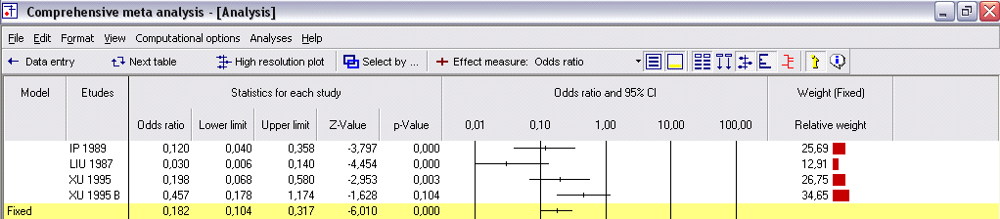 Comprehensive meta analysis - [Analysis]
File Edit Format View Computational options Analyses Help
Data entry Next table High resolution plot Select by ... Effect measure: Odds ratio
Model Etudes Statistics for each study Odds ratio and 95% CI Weight (Fixed)
Odds ratio Lower limit Upper limit Z-Value p-Value 0,01 0,10 1,00 10,00 100,00 Relative weight
IP 1989 0,120 0,040 0,358 -3,797 0,000 25,69
LIU 1987 0,030 0,006 0,140 -4,454 0,000 12,91
XU 1995 0,198 0,068 0,580 -2,953 0,003 26,75
XU 1995 B 0,457 0,178 1,174 -1,628 0,104 34,65
Fixed 0,182 0,104 0,317 -6,010 0,000